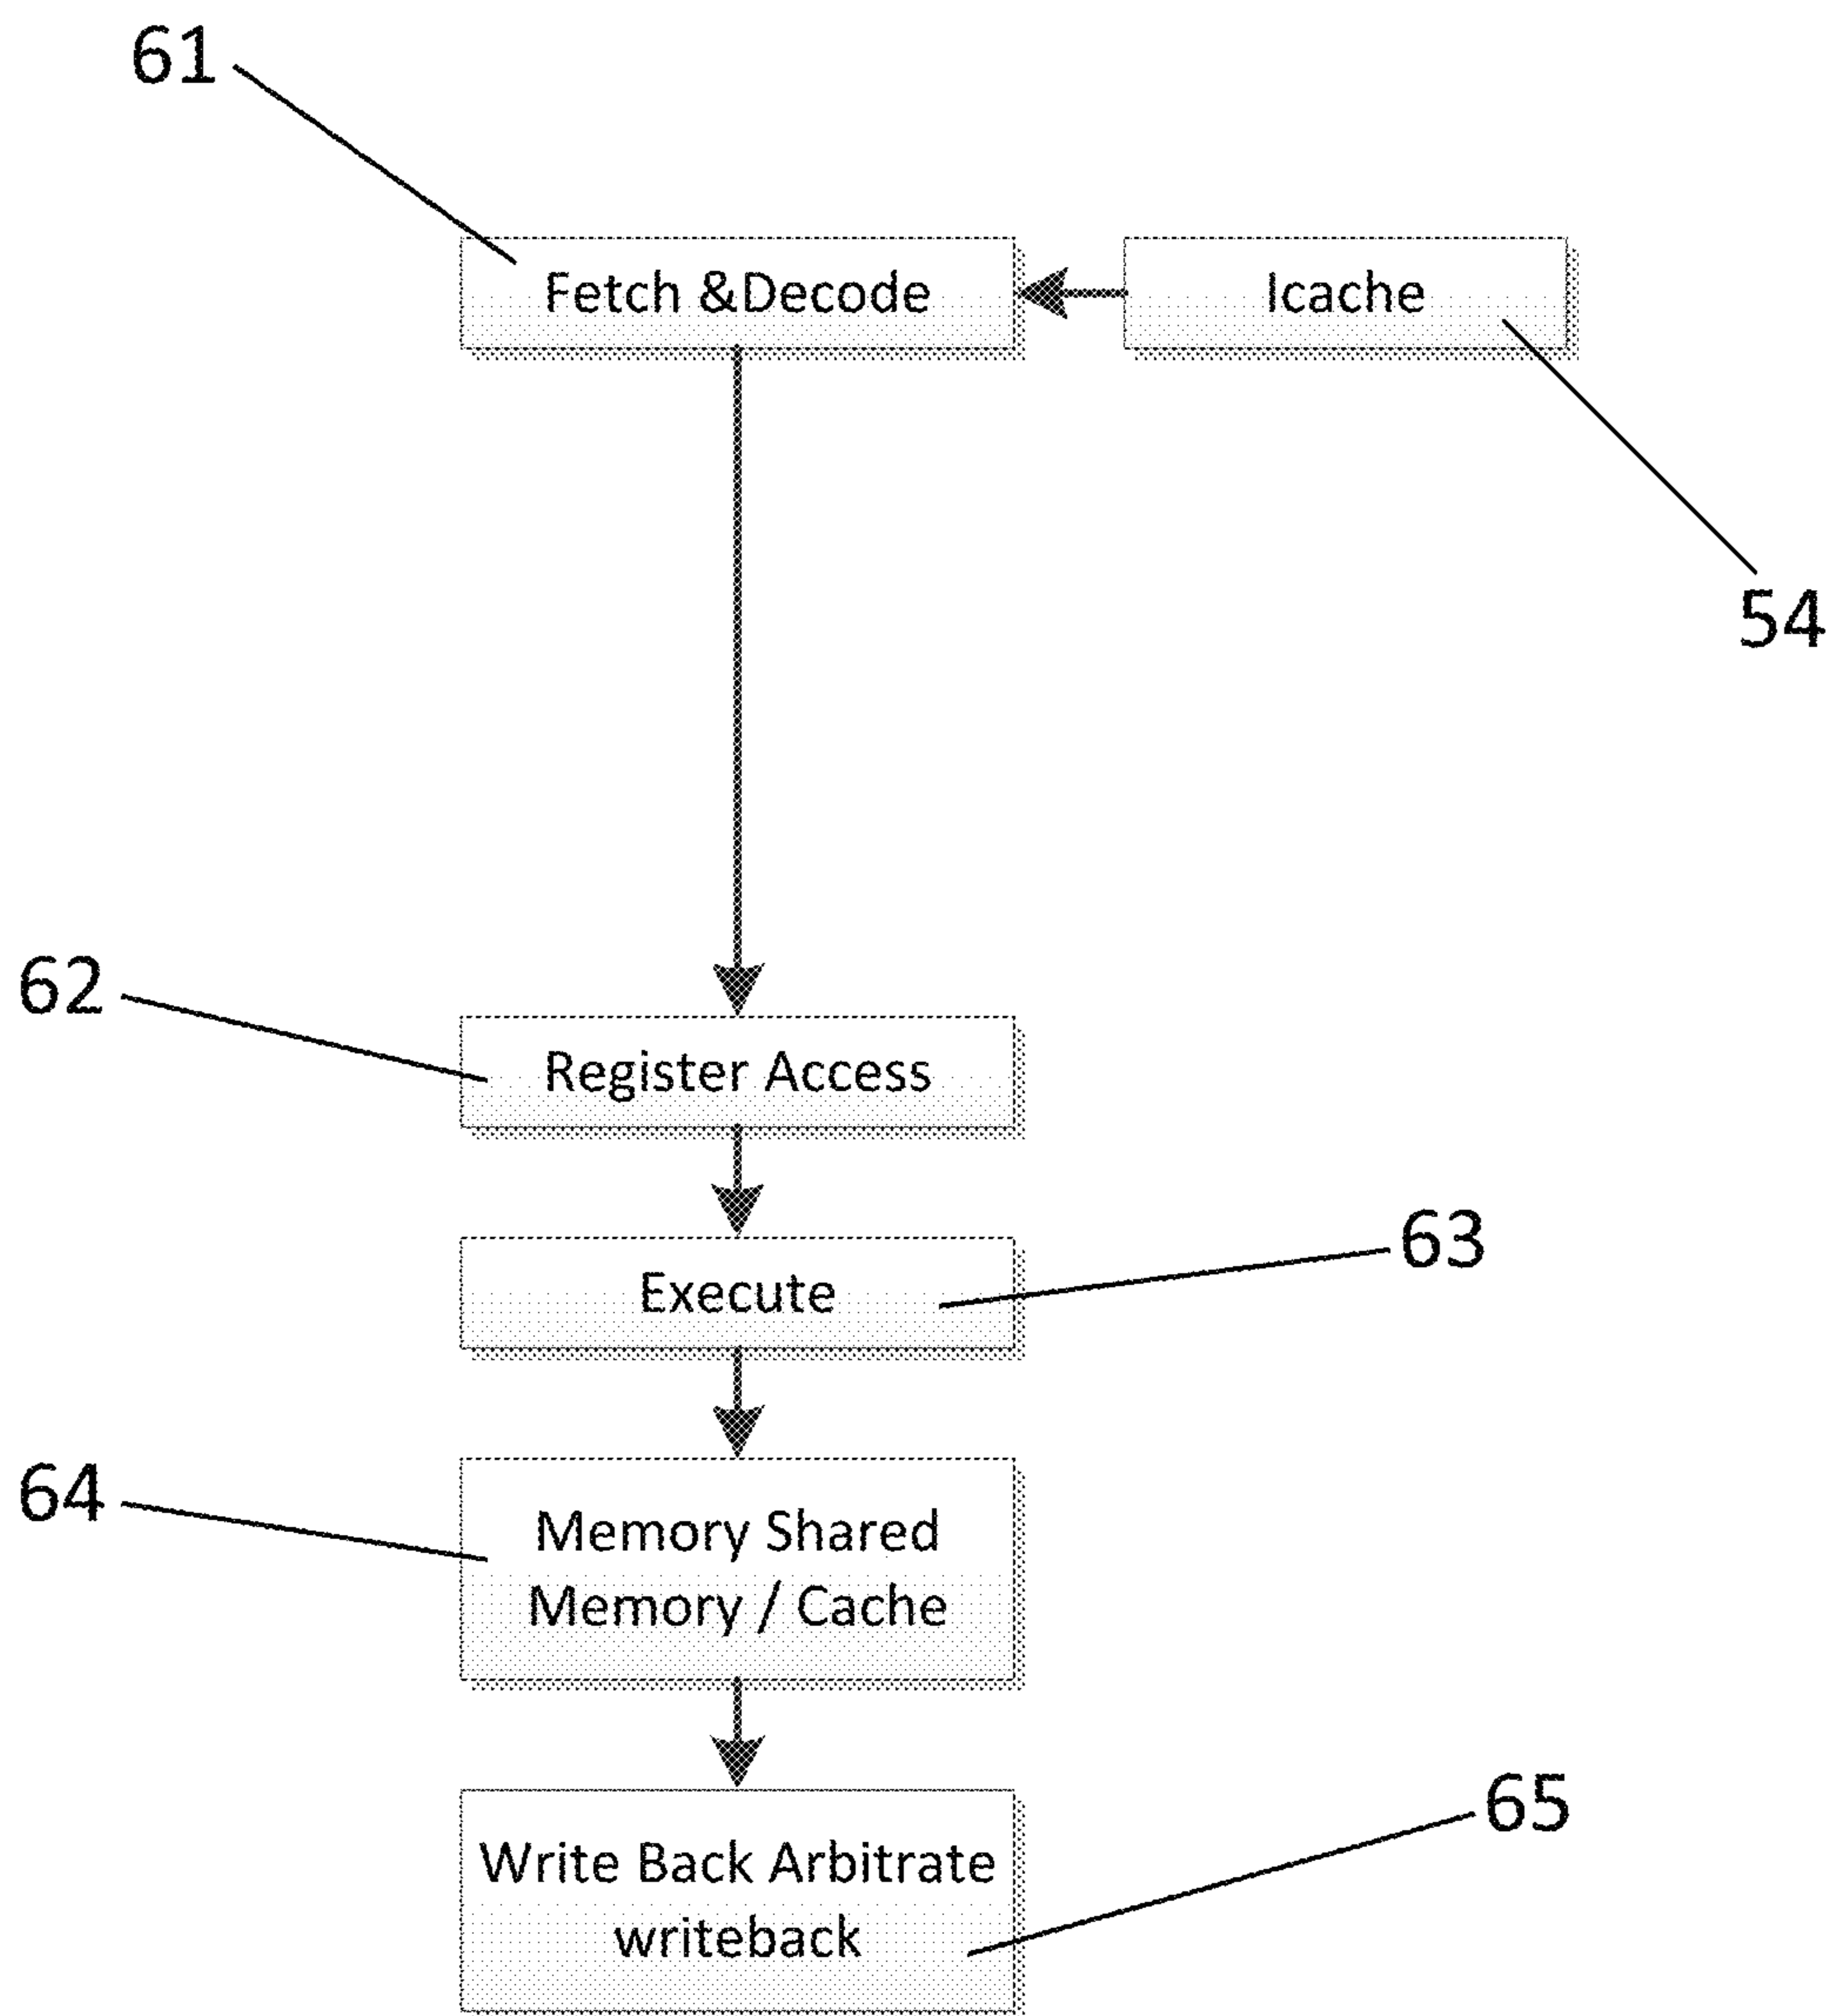 61
Fetch &Decode
Icache
54
62
Register Access
Execute
63
64
Memory Shared
Memory / Cache
65
Write Back Arbitrate
writeback